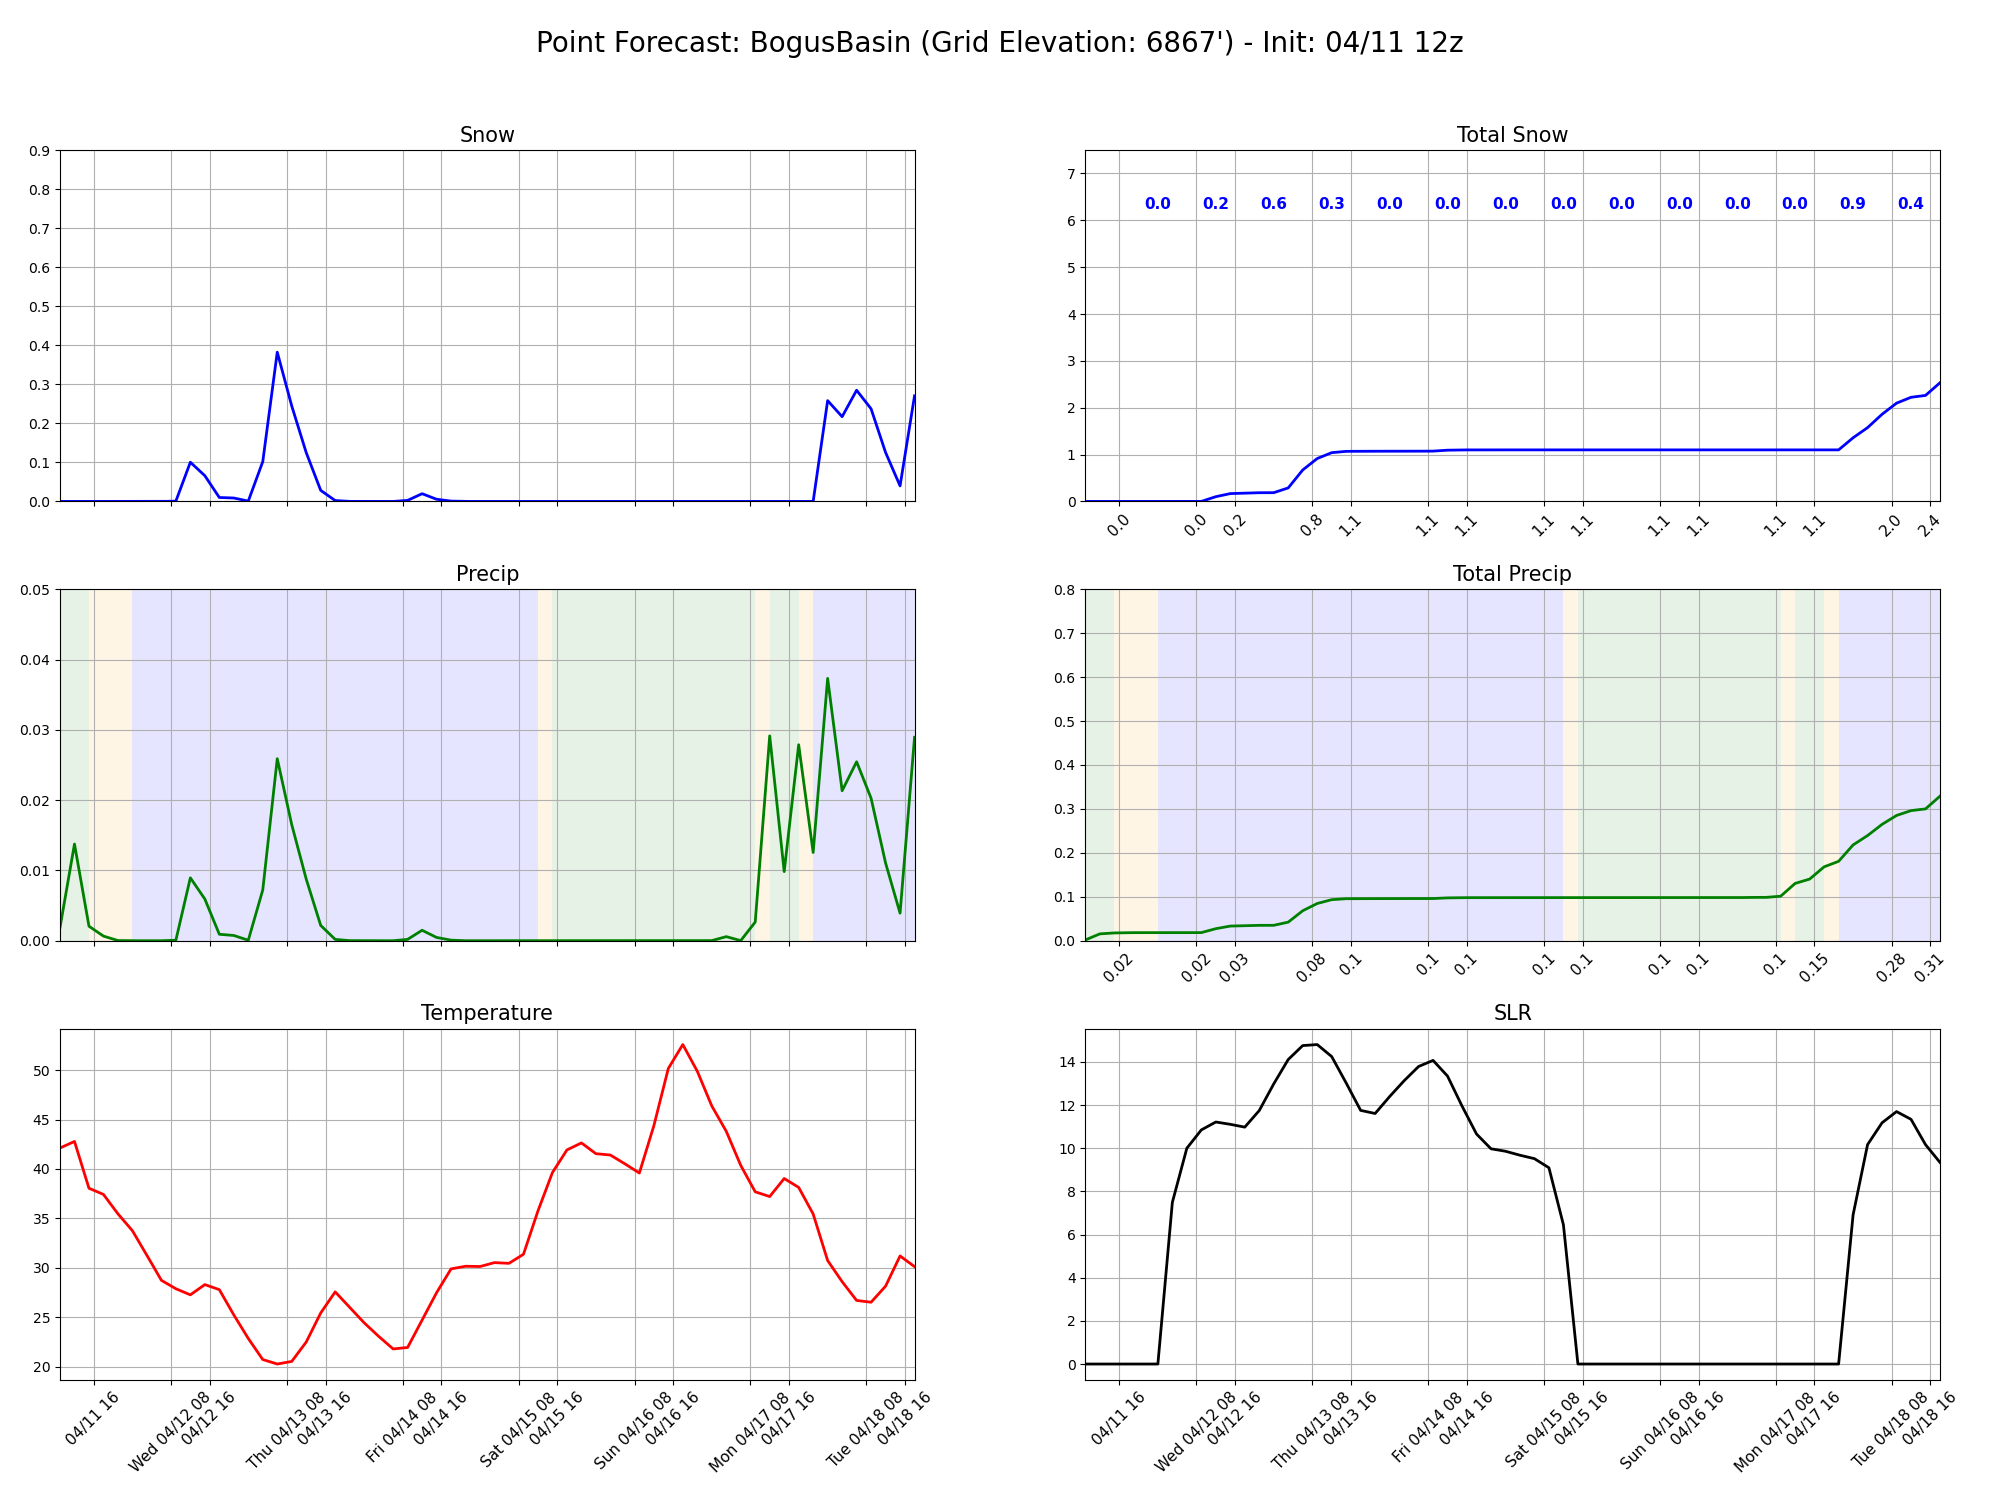 Point Forecast: BogusBasin (Grid Elevation: 6867') - Init: 04/11 12z
Snow
0.9
0.8
0.7
0.6
0.5
0.4
0.3
0.2
0.1
0.0
Total Snow
7
6
5
4
3
2
1
0
0.0 0.2 0.6 0.3 0.0 0.0 0.0 0.0 0.0 0.0 0.0 0.0 0.9 0.4
0.0 0.0 0.2 0.8 1.1 1.1 1.1 1.1 1.1 1.1 1.1 1.1 1.1 2.0 2.4
Precip
0.05
0.04
0.03
0.02
0.01
0.00
Total Precip
0.8
0.7
0.6
0.5
0.4
0.3
0.2
0.1
0.0
0.02 0.02 0.03 0.08 0.1 0.1 0.1 0.1 0.1 0.1 0.1 0.1 0.15 0.28 0.31
Temperature
50
45
40
35
30
25
20
04/11 16
Wed 04/12 08
04/12 16
Thu 04/13 08
04/13 16
Fri 04/14 08
04/14 16
Sat 04/15 08
04/15 16
Sun 04/16 08
04/16 16
Mon 04/17 08
04/17 16
Tue 04/18 08
04/18 16
SLR
14
12
10
8
6
4
2
0
04/11 16
Wed 04/12 08
04/12 16
Thu 04/13 08
04/13 16
Fri 04/14 08
04/14 16
Sat 04/15 08
04/15 16
Sun 04/16 08
04/16 16
Mon 04/17 08
04/17 16
Tue 04/18 08
04/18 16